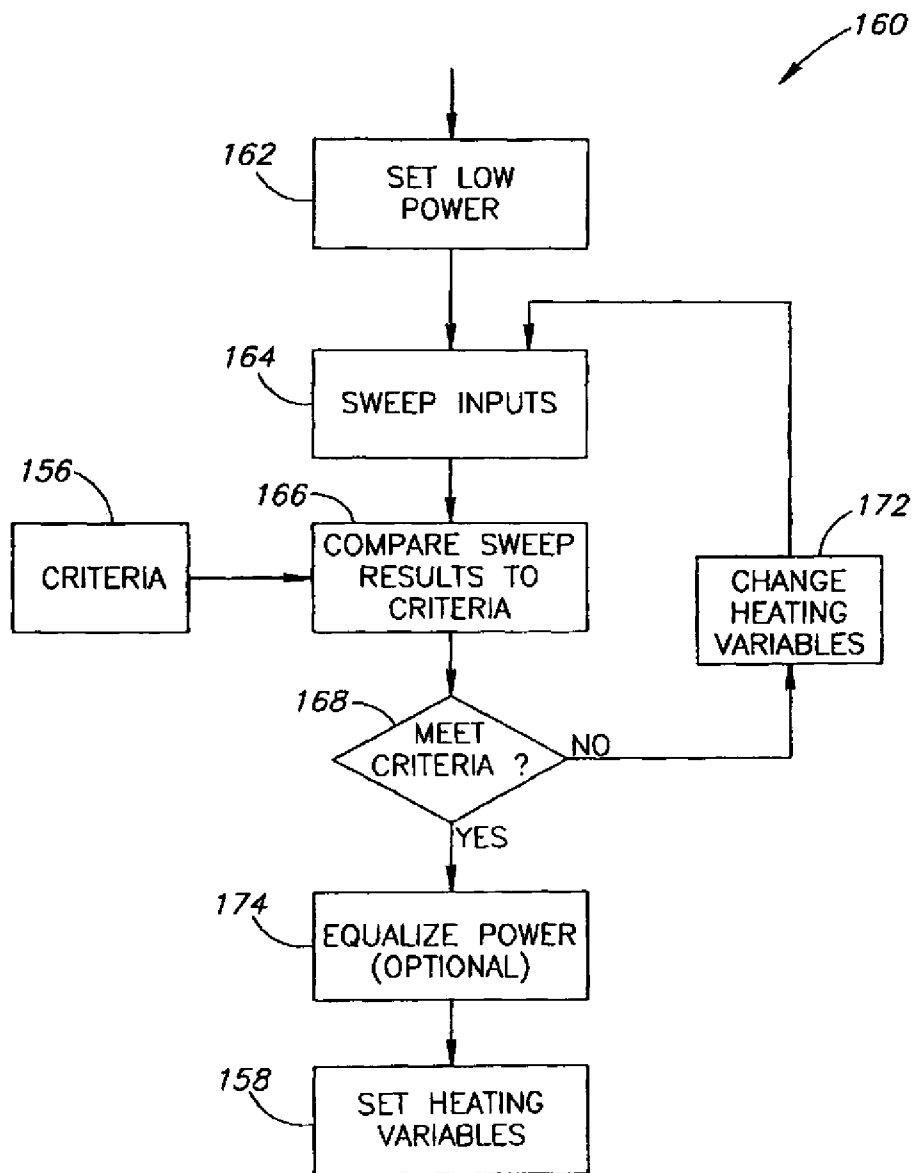 160
162
SET LOW
POWER
164
SWEEP INPUTS
156
CRITERIA
166
COMPARE SWEEP
RESULTS TO
CRITERIA
172
CHANGE
HEATING
VARIABLES
168
MEET
CRITERIA ?
NO
YES
174
EQUALIZE POWER
(OPTIONAL)
158
SET HEATING
VARIABLES